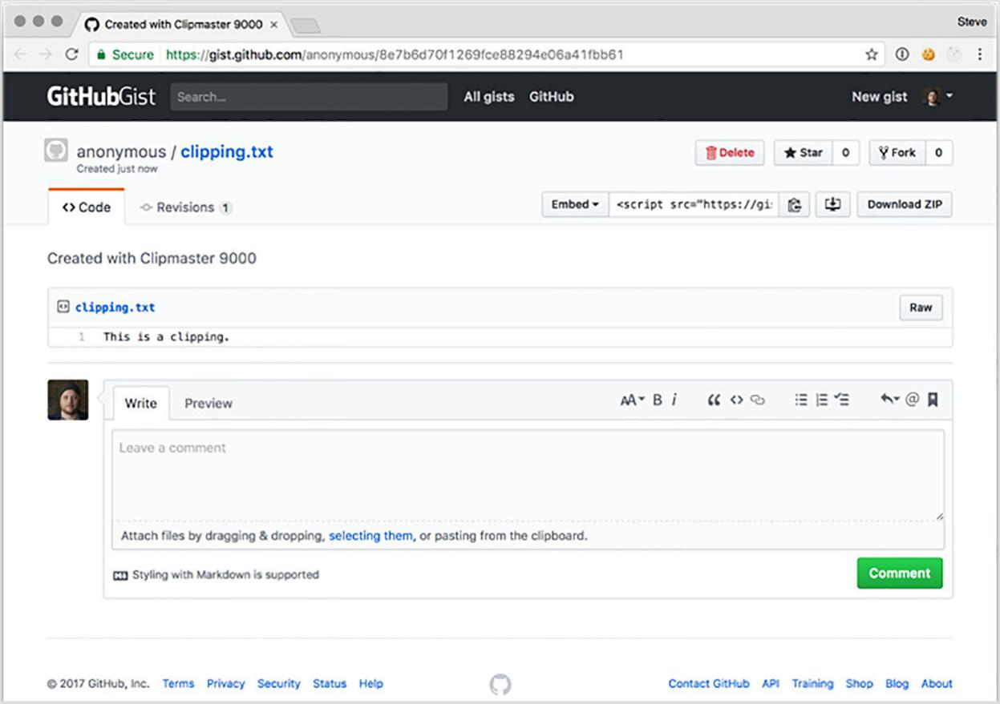 Created with Clipmaster 9000
Steve
Secure https://gist.github.com/anonymous/8e7b6d70f1269fce88294e06a41fbb61
GitHubGist Search... All gists GitHub New gist
anonymous / clipping.txt Delete Star 0 Fork 0
Created just now
Code Revisions 1 Embed <script src="https://gi Download ZIP
Created with Clipmaster 9000
clipping.txt Raw
1 This is a clipping.
Write Preview AA B i
Leave a comment
Attach files by dragging & dropping, selecting them, or pasting from the clipboard.
Styling with Markdown is supported Comment
© 2017 GitHub, Inc. Terms Privacy Security Status Help Contact GitHub API Training Shop Blog About